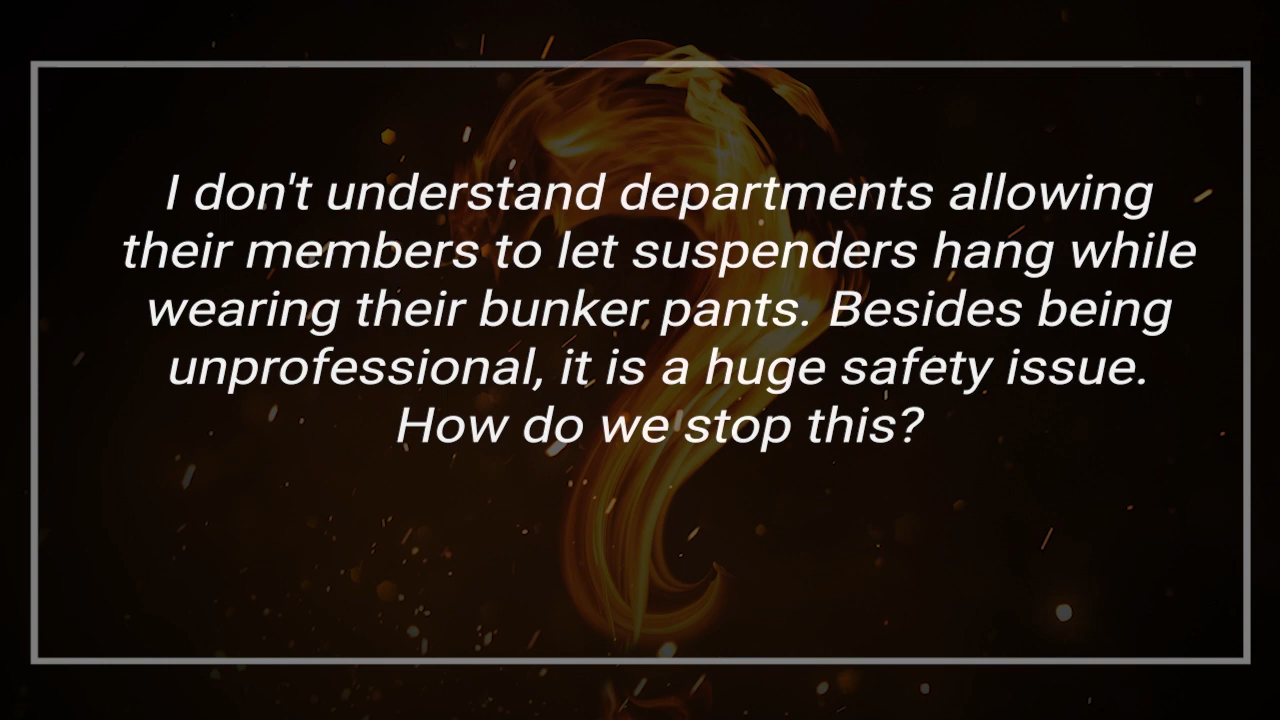 I don't understand departments allowing
their members to let suspenders hang while
wearing their bunker pants. Besides being
unprofessional, it is a huge safety issue.
How do we stop this?